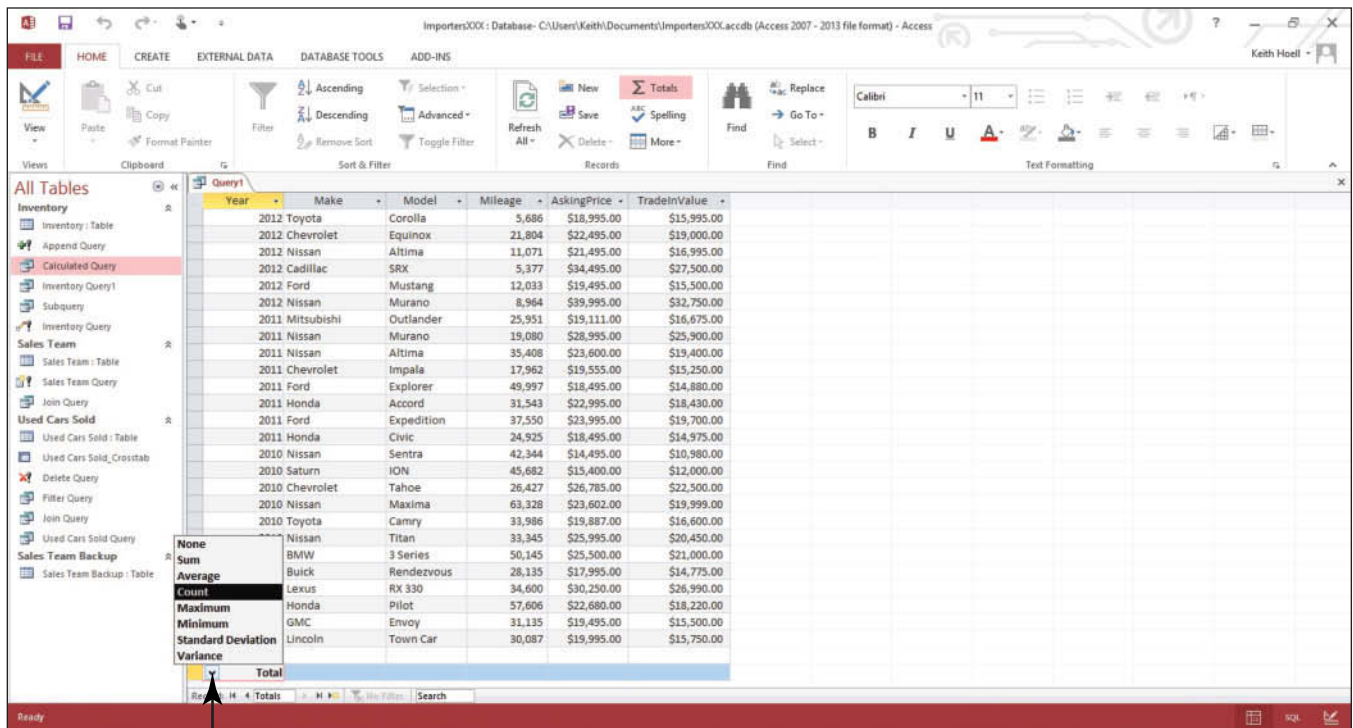 ImportersXXX : Database- C:\Users\Keith\Documents\ImportersXXX.accdb (Access 2007 - 2013 file format) - Access
?
Keith Hoell
FILE HOME CREATE EXTERNAL DATA DATABASE TOOLS ADD-INS
View
Paste
Cut
Copy
Format Painter
Filter
Ascending
Descending
Remove Sort
Selection
Advanced
Toggle Filter
Refresh All
New
Save
Delete
Totals
Spelling
More
Find
Replace
Go To
Select
Calibri 11
B I U A
Views Clipboard Sort & Filter Records Find Text Formatting
All Tables
Inventory
Inventory : Table
Append Query
Calculated Query
Inventory Query1
Subquery
Inventory Query
Sales Team
Sales Team : Table
Sales Team Query
Join Query
Used Cars Sold
Used Cars Sold : Table
Used Cars Sold_Crosstab
Delete Query
Filter Query
Join Query
Used Cars Sold Query
Sales Team Backup
Sales Team Backup : Table
Query1
Year Make Model Mileage AskingPrice TradeInValue
2012 Toyota Corolla 5,686 $18,995.00 $15,995.00
2012 Chevrolet Equinox 21,804 $22,495.00 $19,000.00
2012 Nissan Altima 11,071 $21,495.00 $16,995.00
2012 Cadillac SRX 5,377 $34,495.00 $27,500.00
2012 Ford Mustang 12,033 $19,495.00 $15,500.00
2012 Nissan Murano 8,964 $39,995.00 $32,750.00
2011 Mitsubishi Outlander 25,951 $19,111.00 $16,675.00
2011 Nissan Murano 19,080 $28,995.00 $25,900.00
2011 Nissan Altima 35,408 $23,600.00 $19,400.00
2011 Chevrolet Impala 17,962 $19,555.00 $15,250.00
2011 Ford Explorer 49,997 $18,495.00 $14,880.00
2011 Honda Accord 31,543 $22,995.00 $18,430.00
2011 Ford Expedition 37,550 $23,995.00 $19,700.00
2011 Honda Civic 24,925 $18,495.00 $14,975.00
2010 Nissan Sentra 42,344 $14,495.00 $10,980.00
2010 Saturn ION 45,682 $15,400.00 $12,000.00
2010 Chevrolet Tahoe 26,427 $26,785.00 $22,500.00
2010 Nissan Maxima 63,328 $23,602.00 $19,999.00
2010 Toyota Camry 33,986 $19,887.00 $16,600.00
Nissan Titan 33,345 $25,995.00 $20,450.00
BMW 3 Series 50,145 $25,500.00 $21,000.00
Buick Rendezvous 28,135 $17,995.00 $14,775.00
Lexus RX 330 34,600 $30,250.00 $26,990.00
Honda Pilot 57,606 $22,680.00 $18,220.00
GMC Envoy 31,135 $19,495.00 $15,500.00
Lincoln Town Car 30,087 $19,995.00 $15,750.00
None
Sum
Average
Count
Maximum
Minimum
Standard Deviation
Variance
Total
Totals No Filter Search
Ready
SQL